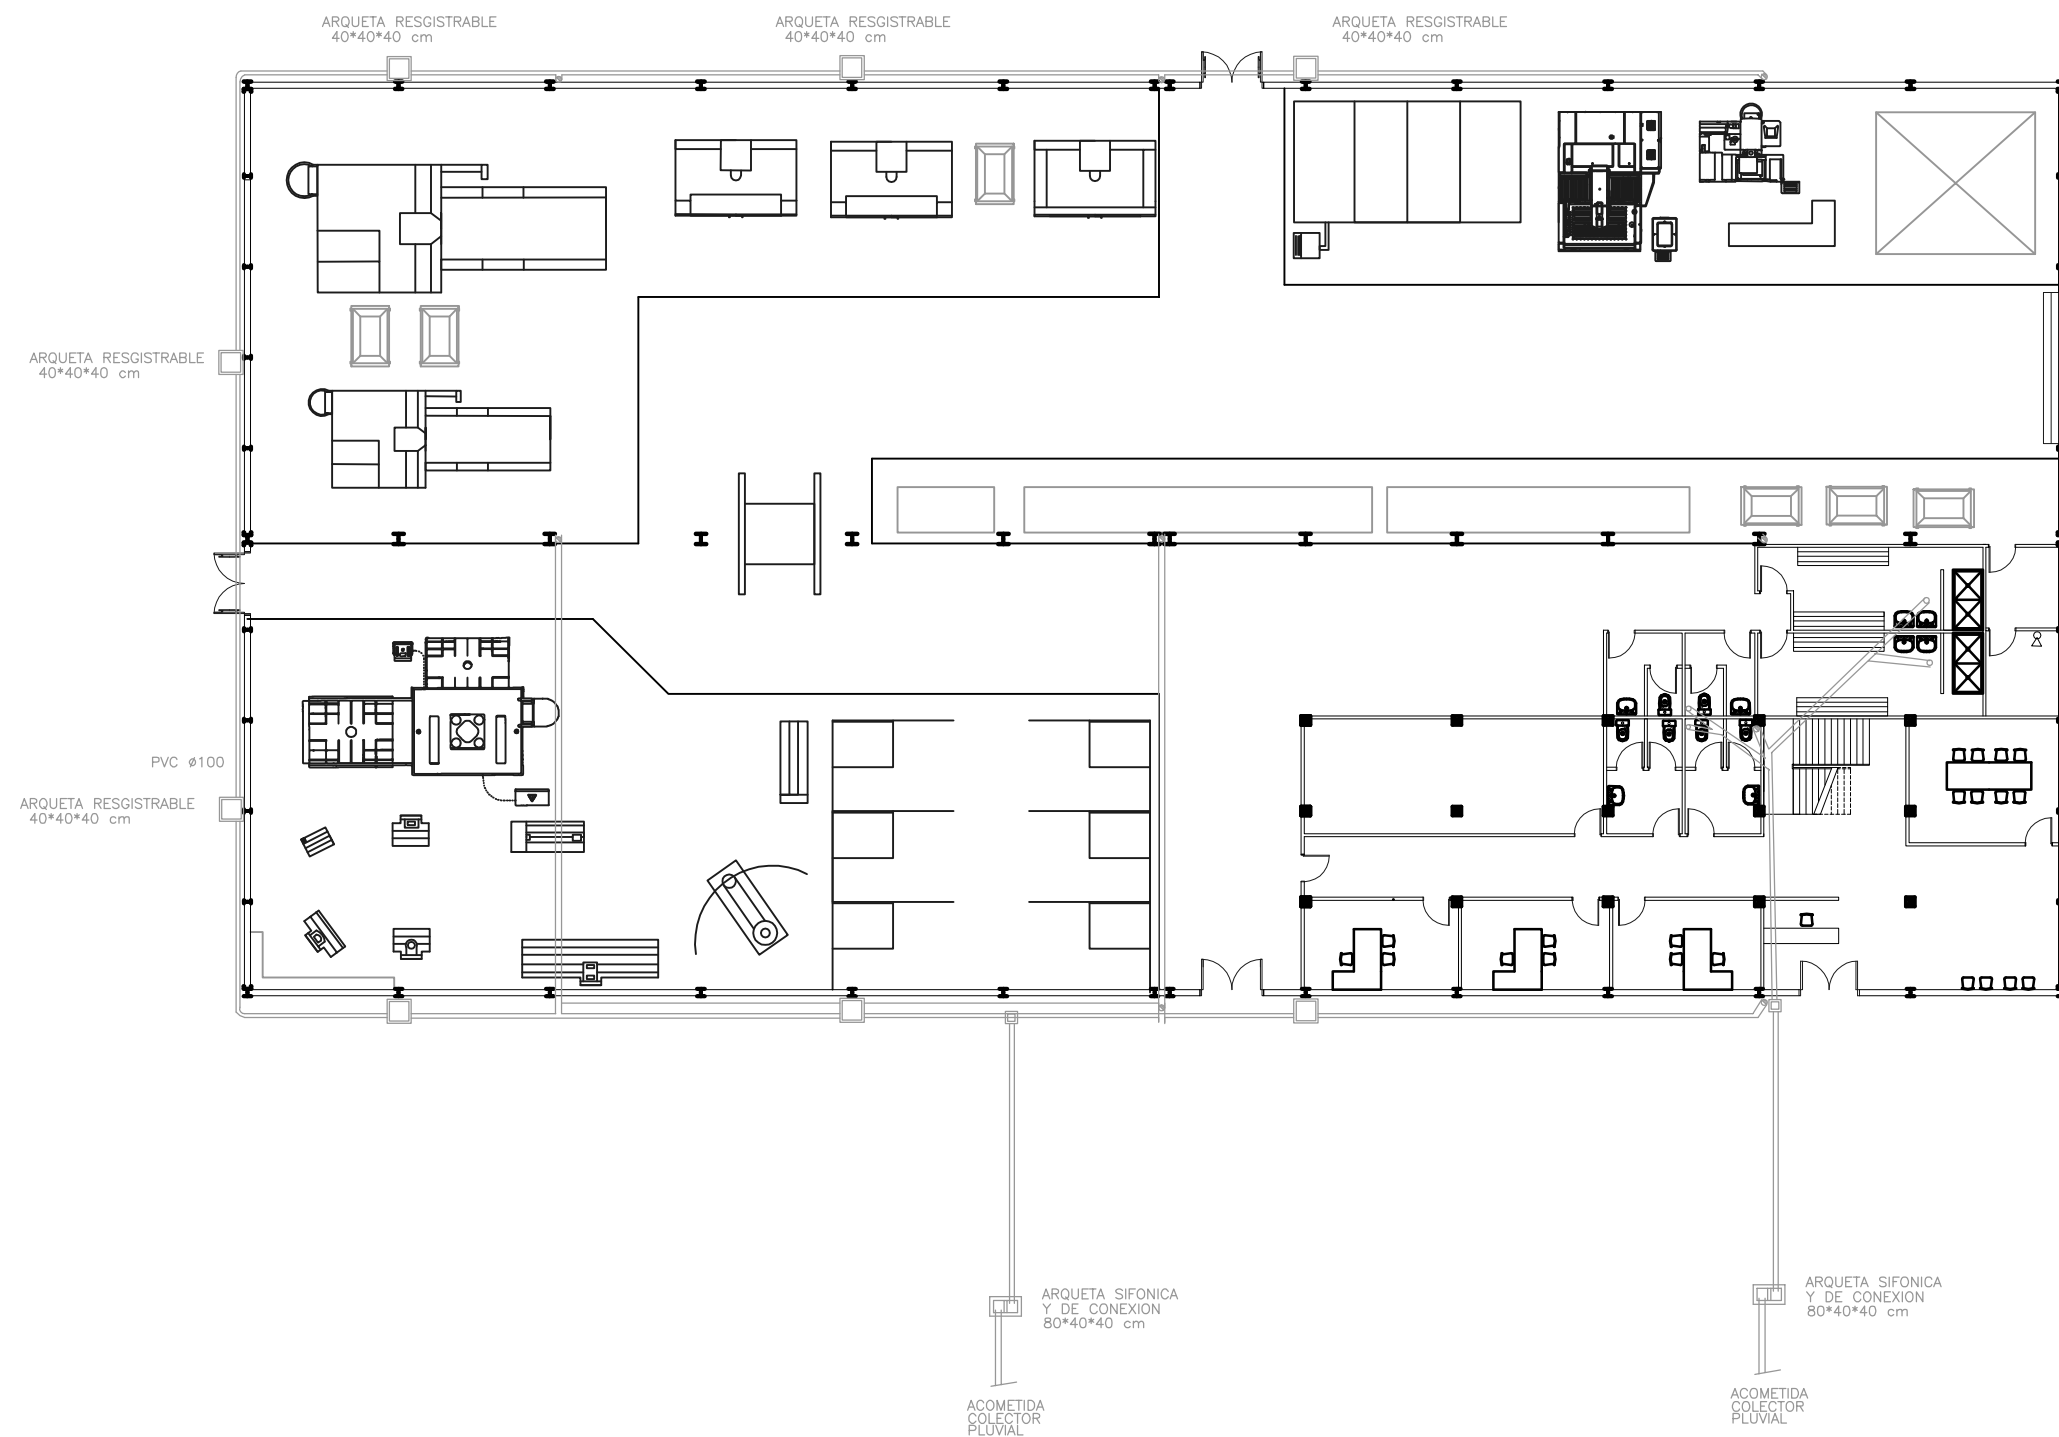 ARQUETA RESGISTRABLE
40*40*40 cm
ARQUETA RESGISTRABLE
40*40*40 cm
ARQUETA RESGISTRABLE
40*40*40 cm
ARQUETA RESGISTRABLE
40*40*40 cm
PVC ø100
ARQUETA RESGISTRABLE
40*40*40 cm
ARQUETA SIFONICA
Y DE CONEXION
80*40*40 cm
ARQUETA SIFONICA
Y DE CONEXION
80*40*40 cm
ACOMETIDA
COLECTOR
PLUVIAL
ACOMETIDA
COLECTOR
PLUVIAL